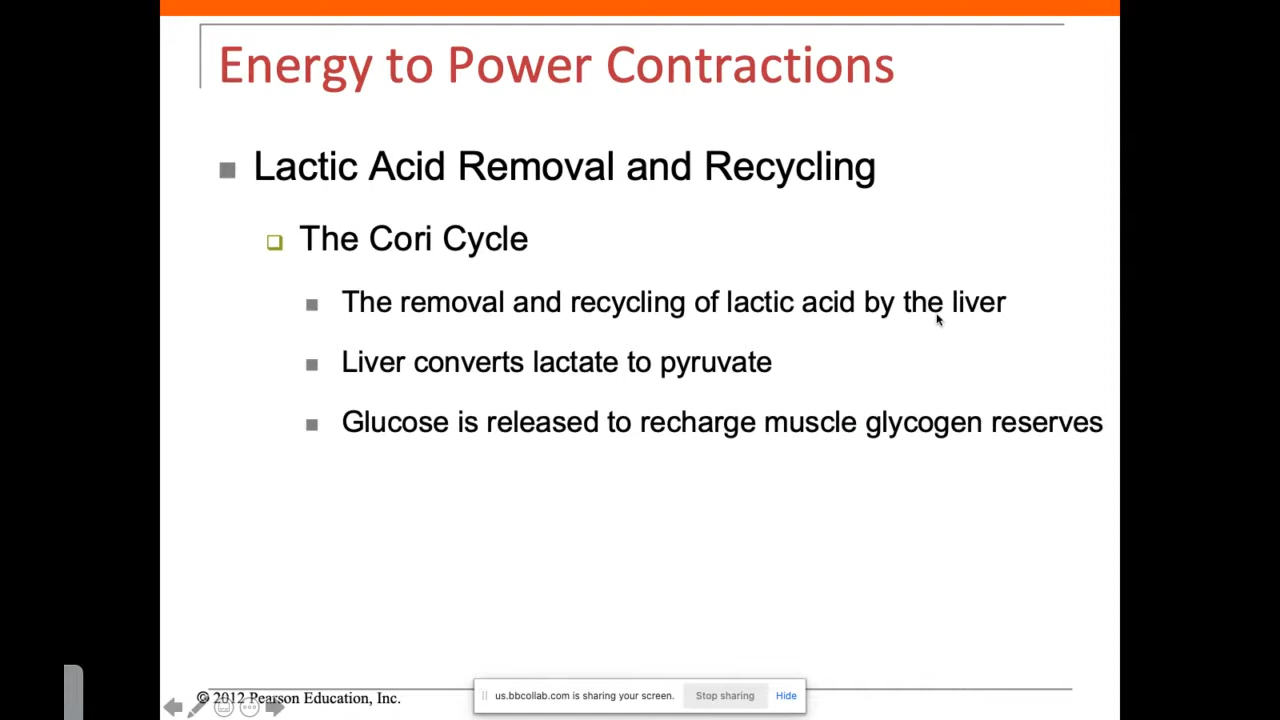 Energy to Power Contractions
Lactic Acid Removal and Recycling
The Cori Cycle
The removal and recycling of lactic acid by the liver
Liver converts lactate to pyruvate
Glucose is released to recharge muscle glycogen reserves
© 2012 Pearson Education, Inc.
us.bbcollab.com is sharing your screen. Stop sharing Hide